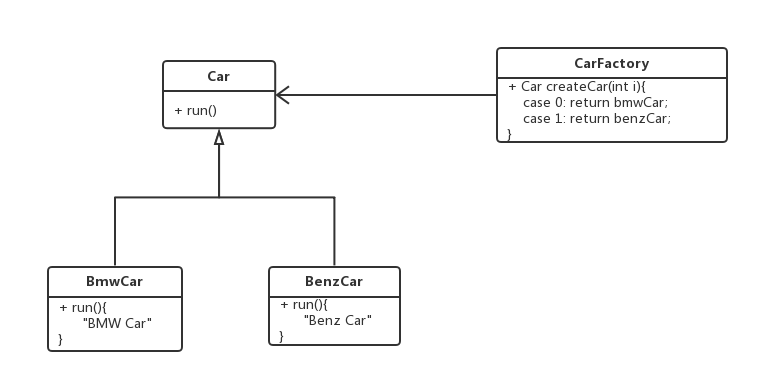 Car
+ run()
CarFactory
+ Car createCar(int i){
case 0: return bmwCar;
case 1: return benzCar;
}
BmwCar
+ run(){
"BMW Car"
}
BenzCar
+ run(){
"Benz Car"
}